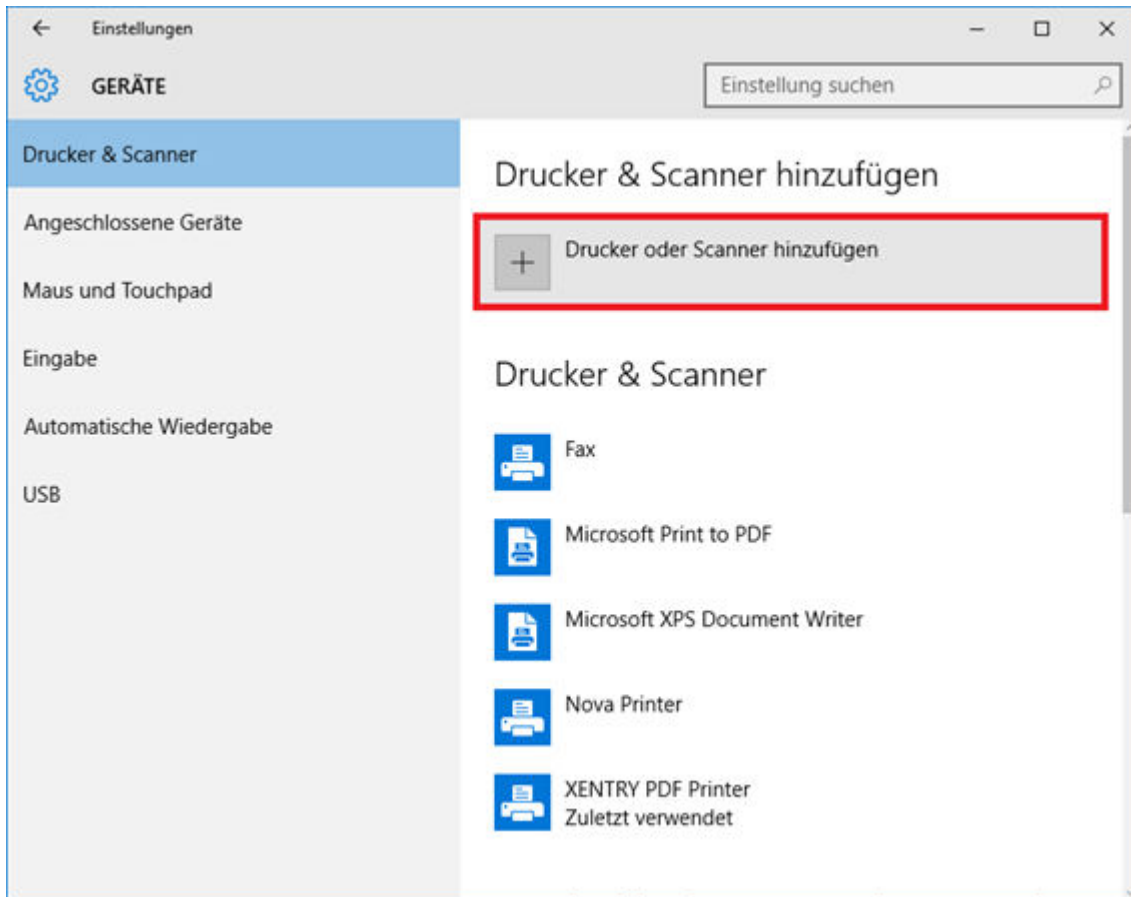 Einstellungen
GERÄTE
Einstellung suchen
Drucker & Scanner
Angeschlossene Geräte
Maus und Touchpad
Eingabe
Automatische Wiedergabe
USB
Drucker & Scanner hinzufügen
Drucker oder Scanner hinzufügen
Drucker & Scanner
Fax
Microsoft Print to PDF
Microsoft XPS Document Writer
Nova Printer
XENTRY PDF Printer
Zuletzt verwendet